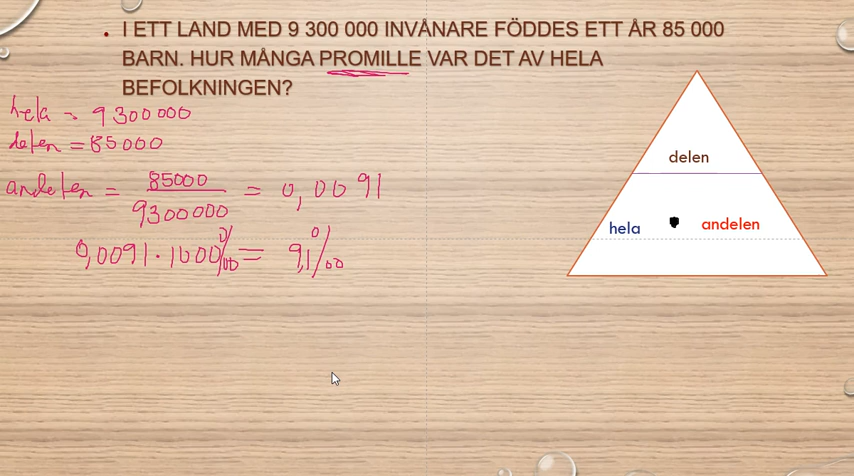 • I ETT LAND MED 9 300 000 INVÅNARE FÖDDES ETT ÅR 85 000
BARN. HUR MÅNGA PROMILLE VAR DET AV HELA
BEFOLKNINGEN?
hela = 9300000
delen = 85000
andelen = 85000 / 9300000 = 0,0091
0,0091 · 1000‰ = 9,1‰
delen
hela · andelen